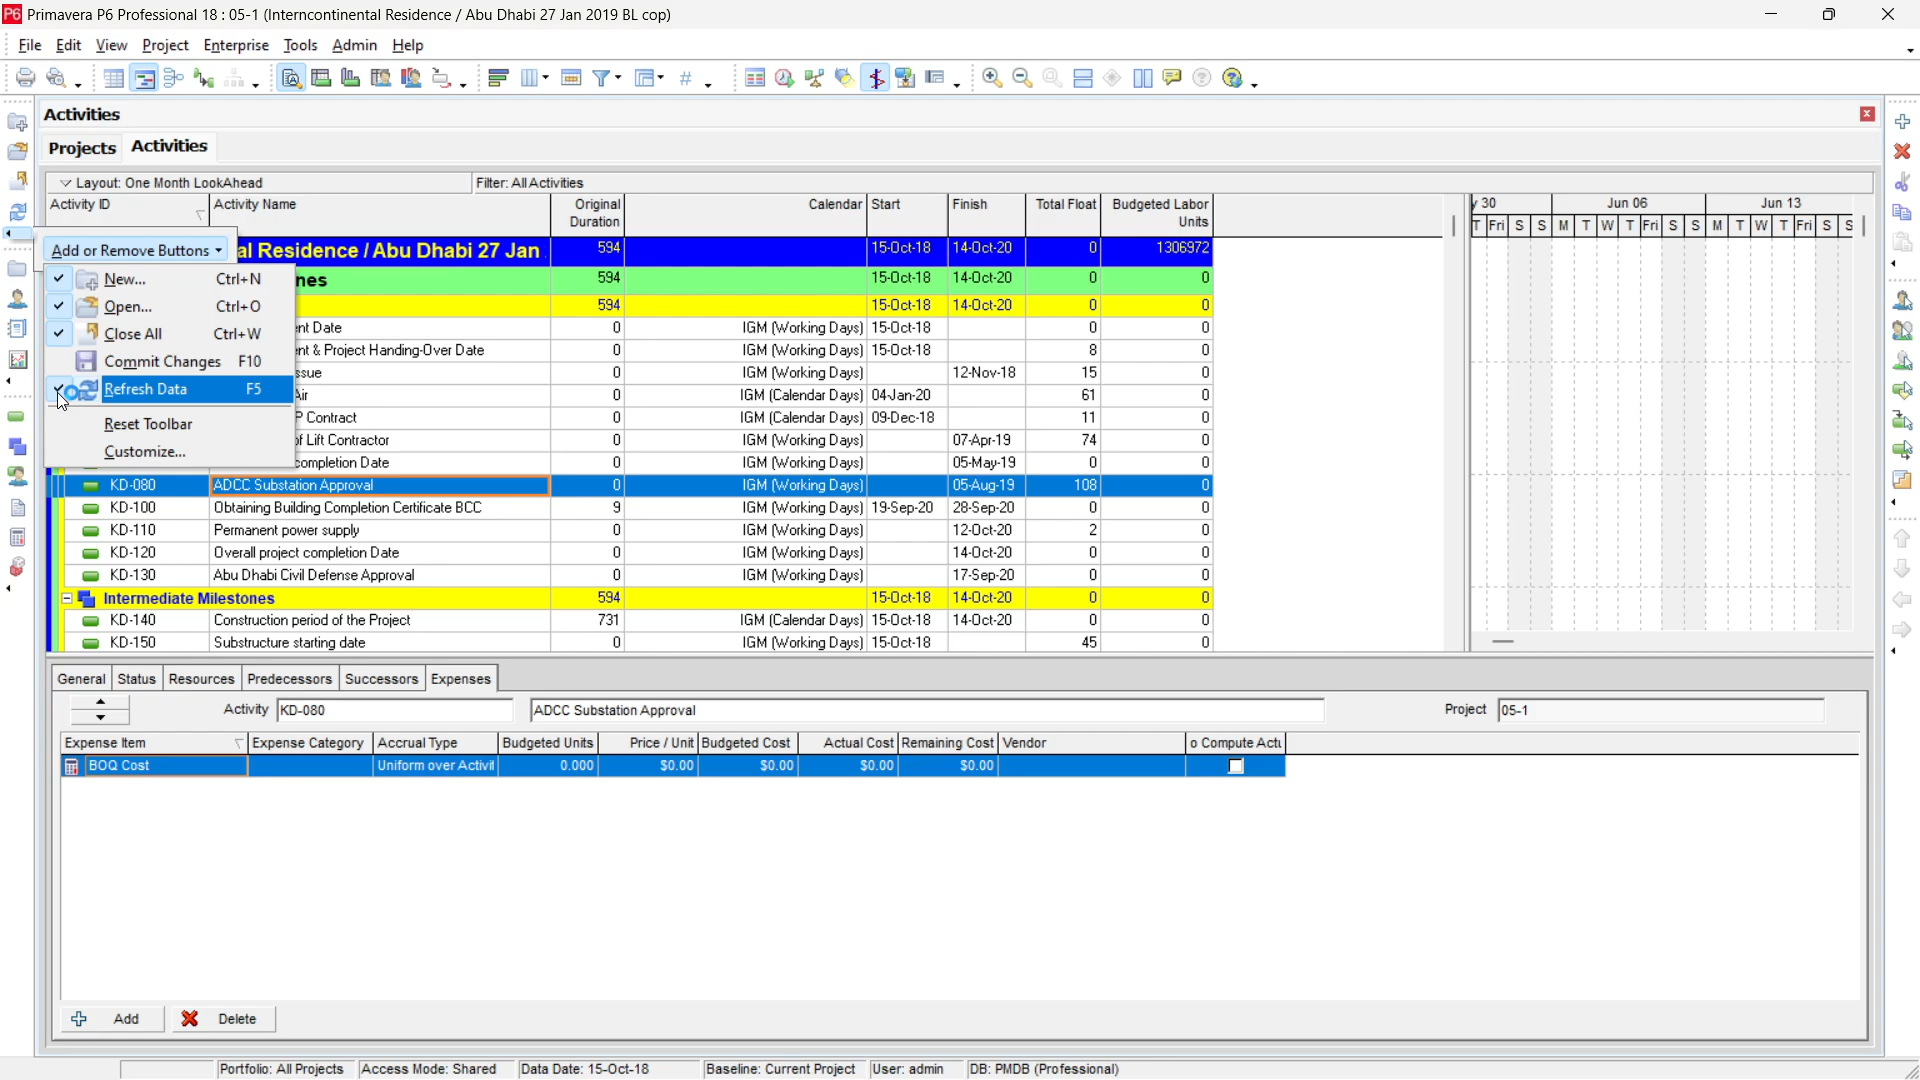 P6 Primavera P6 Professional 18 : 05-1 (Interncontinental Residence / Abu Dhabi 27 Jan 2019 BL cop)
File Edit View Project Enterprise Tools Admin Help
Activities
Projects Activities
Layout: One Month LookAhead Filter: All Activities
Activity ID Activity Name Original Duration Calendar Start Finish Total Float Budgeted Labor Units y 30 Jun 06 Jun 13
T Fri S S M T W T Fri S S M T W T Fri S S
Add or Remove Buttons al Residence / Abu Dhabi 27 Jan 594 15-Oct-18 14-Oct-20 0 1306972
New... Ctrl+N nes 594 15-Oct-18 14-Oct-20 0 0
Open... Ctrl+O 594 15-Oct-18 14-Oct-20 0 0
Close All Ctrl+W nt Date 0 IGM (Working Days) 15-Oct-18 0 0
Commit Changes F10 nt & Project Handing-Over Date 0 IGM (Working Days) 15-Oct-18 8 0
ssue 0 IGM (Working Days) 12-Nov-18 15 0
Refresh Data F5 Air 0 IGM (Calendar Days) 04-Jan-20 61 0
Reset Toolbar P Contract 0 IGM (Calendar Days) 09-Dec-18 11 0
of Lift Contractor 0 IGM (Working Days) 07-Apr-19 74 0
Customize... completion Date 0 IGM (Working Days) 05-May-19 0 0
KD-080 ADCC Substation Approval 0 IGM (Working Days) 05-Aug-19 108 0
KD-100 Obtaining Building Completion Certificate BCC 9 IGM (Working Days) 19-Sep-20 28-Sep-20 0 0
KD-110 Permanent power supply 0 IGM (Working Days) 12-Oct-20 2 0
KD-120 Overall project completion Date 0 IGM (Working Days) 14-Oct-20 0 0
KD-130 Abu Dhabi Civil Defense Approval 0 IGM (Working Days) 17-Sep-20 0 0
Intermediate Milestones 594 15-Oct-18 14-Oct-20 0 0
KD-140 Construction period of the Project 731 IGM (Calendar Days) 15-Oct-18 14-Oct-20 0 0
KD-150 Substructure starting date 0 IGM (Working Days) 15-Oct-18 45 0
General Status Resources Predecessors Successors Expenses
Activity KD-080 ADCC Substation Approval Project 05-1
Expense Item Expense Category Accrual Type Budgeted Units Price / Unit Budgeted Cost Actual Cost Remaining Cost Vendor o Compute Actu
BOQ Cost Uniform over Activit 0.000 $0.00 $0.00 $0.00 $0.00
Add Delete
Portfolio: All Projects Access Mode: Shared Data Date: 15-Oct-18 Baseline: Current Project User: admin DB: PMDB (Professional)